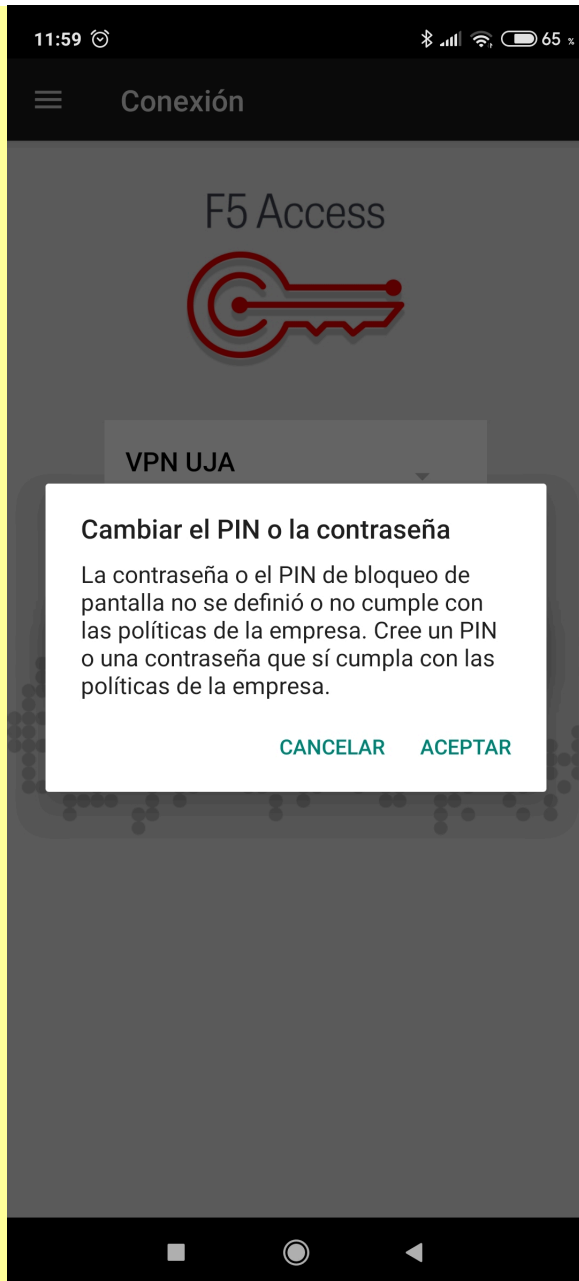 11:59 65 %
Conexión
F5 Access
VPN UJA
Cambiar el PIN o la contraseña
La contraseña o el PIN de bloqueo de
pantalla no se definió o no cumple con
las políticas de la empresa. Cree un PIN
o una contraseña que sí cumpla con las
políticas de la empresa.
CANCELAR ACEPTAR